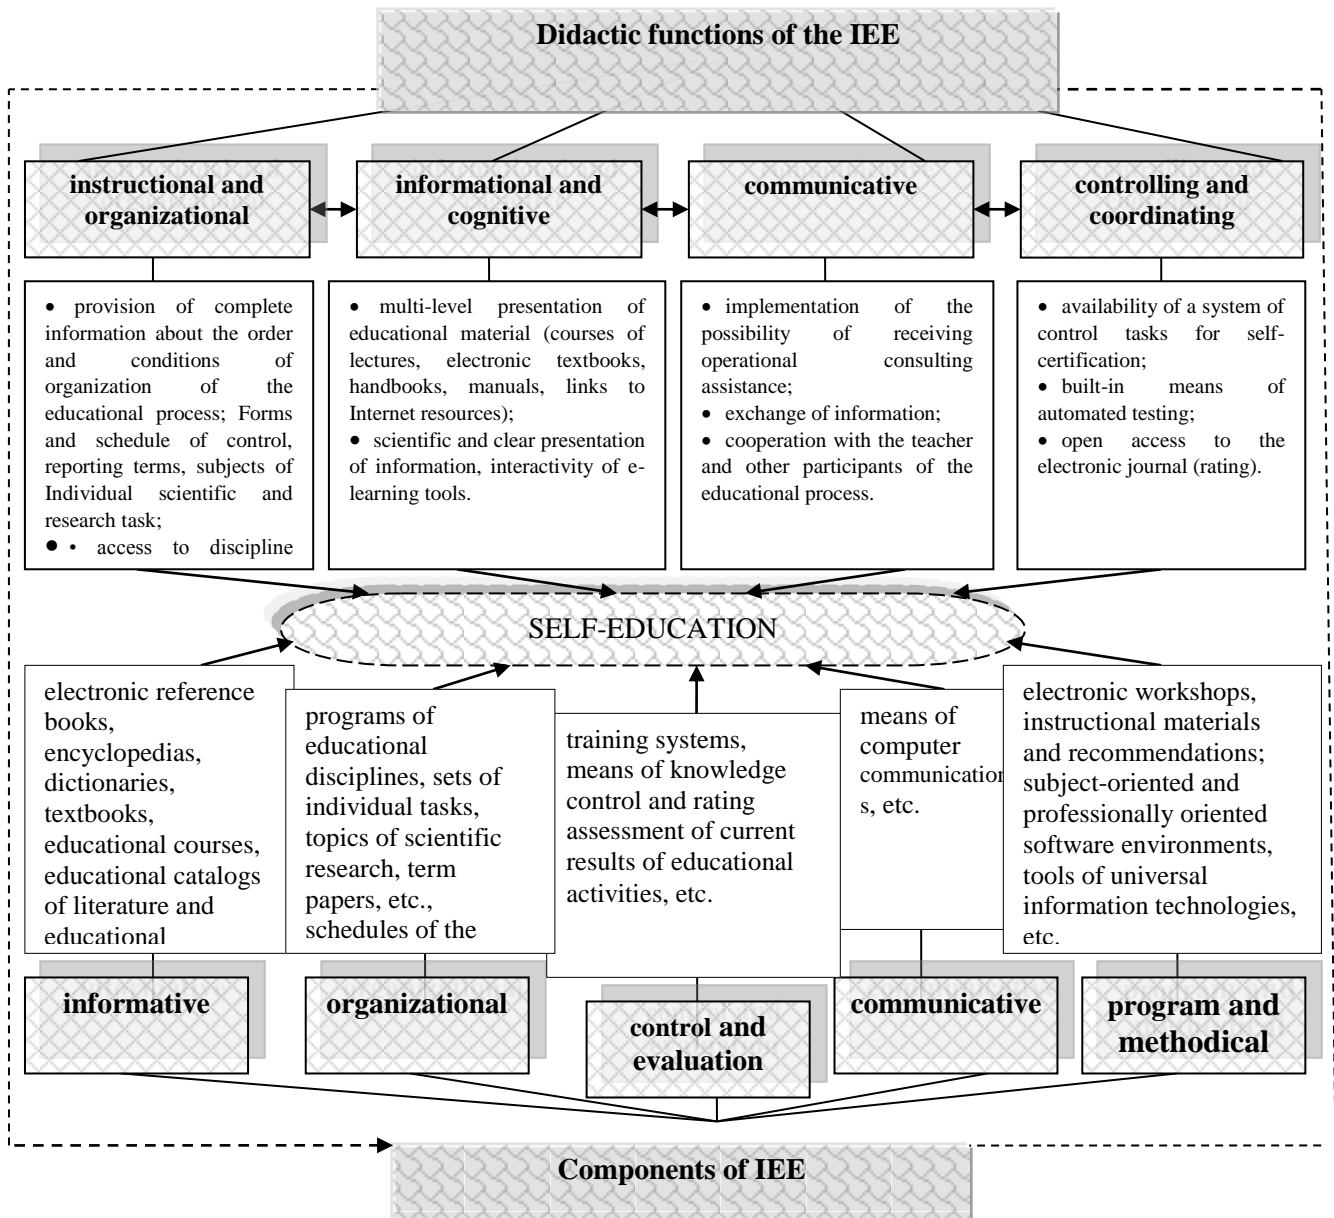 Didactic functions of the IEE
instructional and
organizational
informational and
cognitive
communicative
controlling and
coordinating
• provision of complete
information about the order
and conditions of
organization of the
educational process; Forms
and schedule of control,
reporting terms, subjects of
Individual scientific and
research task;
● • access to discipline
• multi-level presentation of
educational material (courses of
lectures, electronic textbooks,
handbooks, manuals, links to
Internet resources);
• scientific and clear presentation
of information, interactivity of e-
learning tools.
• implementation of the
possibility of receiving
operational consulting
assistance;
• exchange of information;
• cooperation with the teacher
and other participants of the
educational process.
• availability of a system of
control tasks for self-
certification;
• built-in means of
automated testing;
• open access to the
electronic journal (rating).
SELF-EDUCATION
electronic reference
books,
encyclopedias,
dictionaries,
textbooks,
educational courses,
educational catalogs
of literature and
educational
programs of
educational
disciplines, sets of
individual tasks,
topics of scientific
research, term
papers, etc.,
schedules of the
training systems,
means of knowledge
control and rating
assessment of current
results of educational
activities, etc.
means of
computer
communication
s, etc.
electronic workshops,
instructional materials
and recommendations;
subject-oriented and
professionally oriented
software environments,
tools of universal
information technologies,
etc.
informative
organizational
control and
evaluation
communicative
program and
methodical
Components of IEE